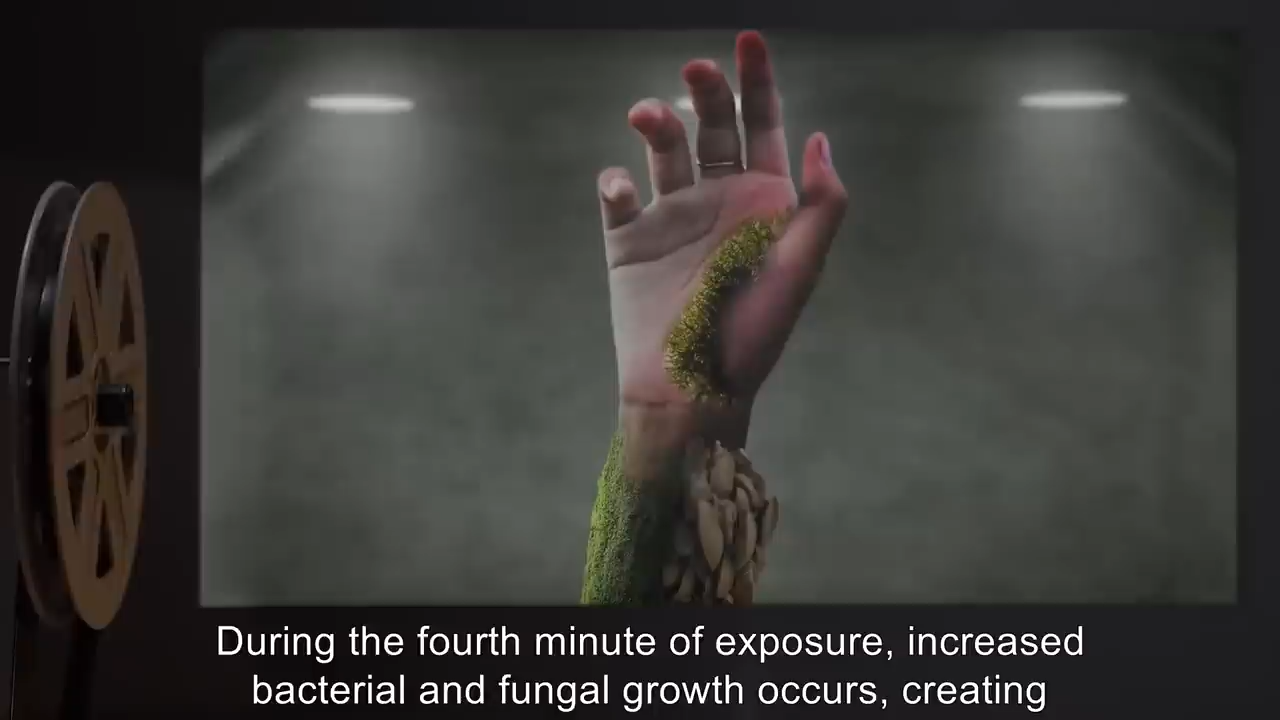 During the fourth minute of exposure, increased
bacterial and fungal growth occurs, creating